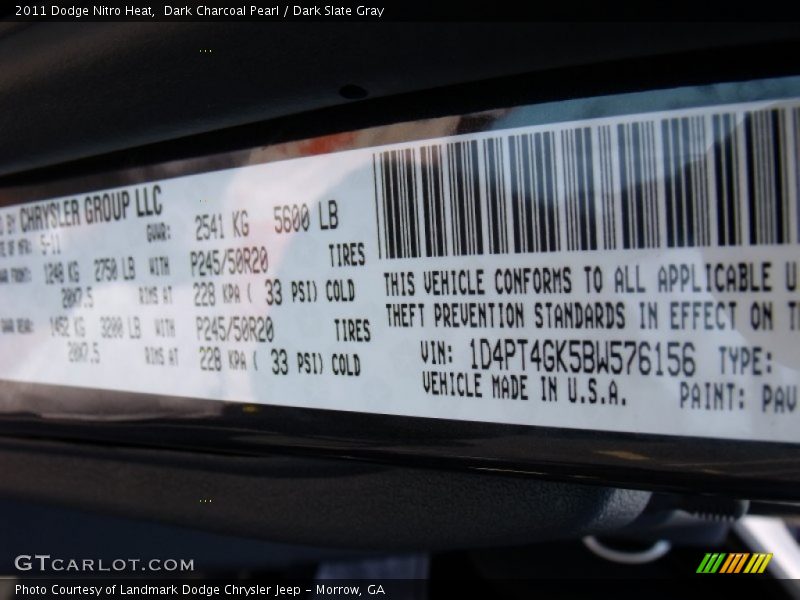 2011 Dodge Nitro Heat,  Dark Charcoal Pearl / Dark Slate Gray
D BY CHRYSLER GROUP LLC
5-11 GVWR: 2541 KG 5600 LB
1248 KG 2750 LB WITH P245/50R20 TIRES
20X7.5 RIMS AT 228 KPA ( 33 PSI) COLD
1452 KG 3200 LB WITH P245/50R20 TIRES
20X7.5 RIMS AT 228 KPA ( 33 PSI) COLD
THIS VEHICLE CONFORMS TO ALL APPLICABLE U
THEFT PREVENTION STANDARDS IN EFFECT ON T
VIN: 1D4PT4GK5BW576156 TYPE:
VEHICLE MADE IN U.S.A. PAINT: PAV
GTCARLOT.COM
Photo Courtesy of Landmark Dodge Chrysler Jeep - Morrow, GA